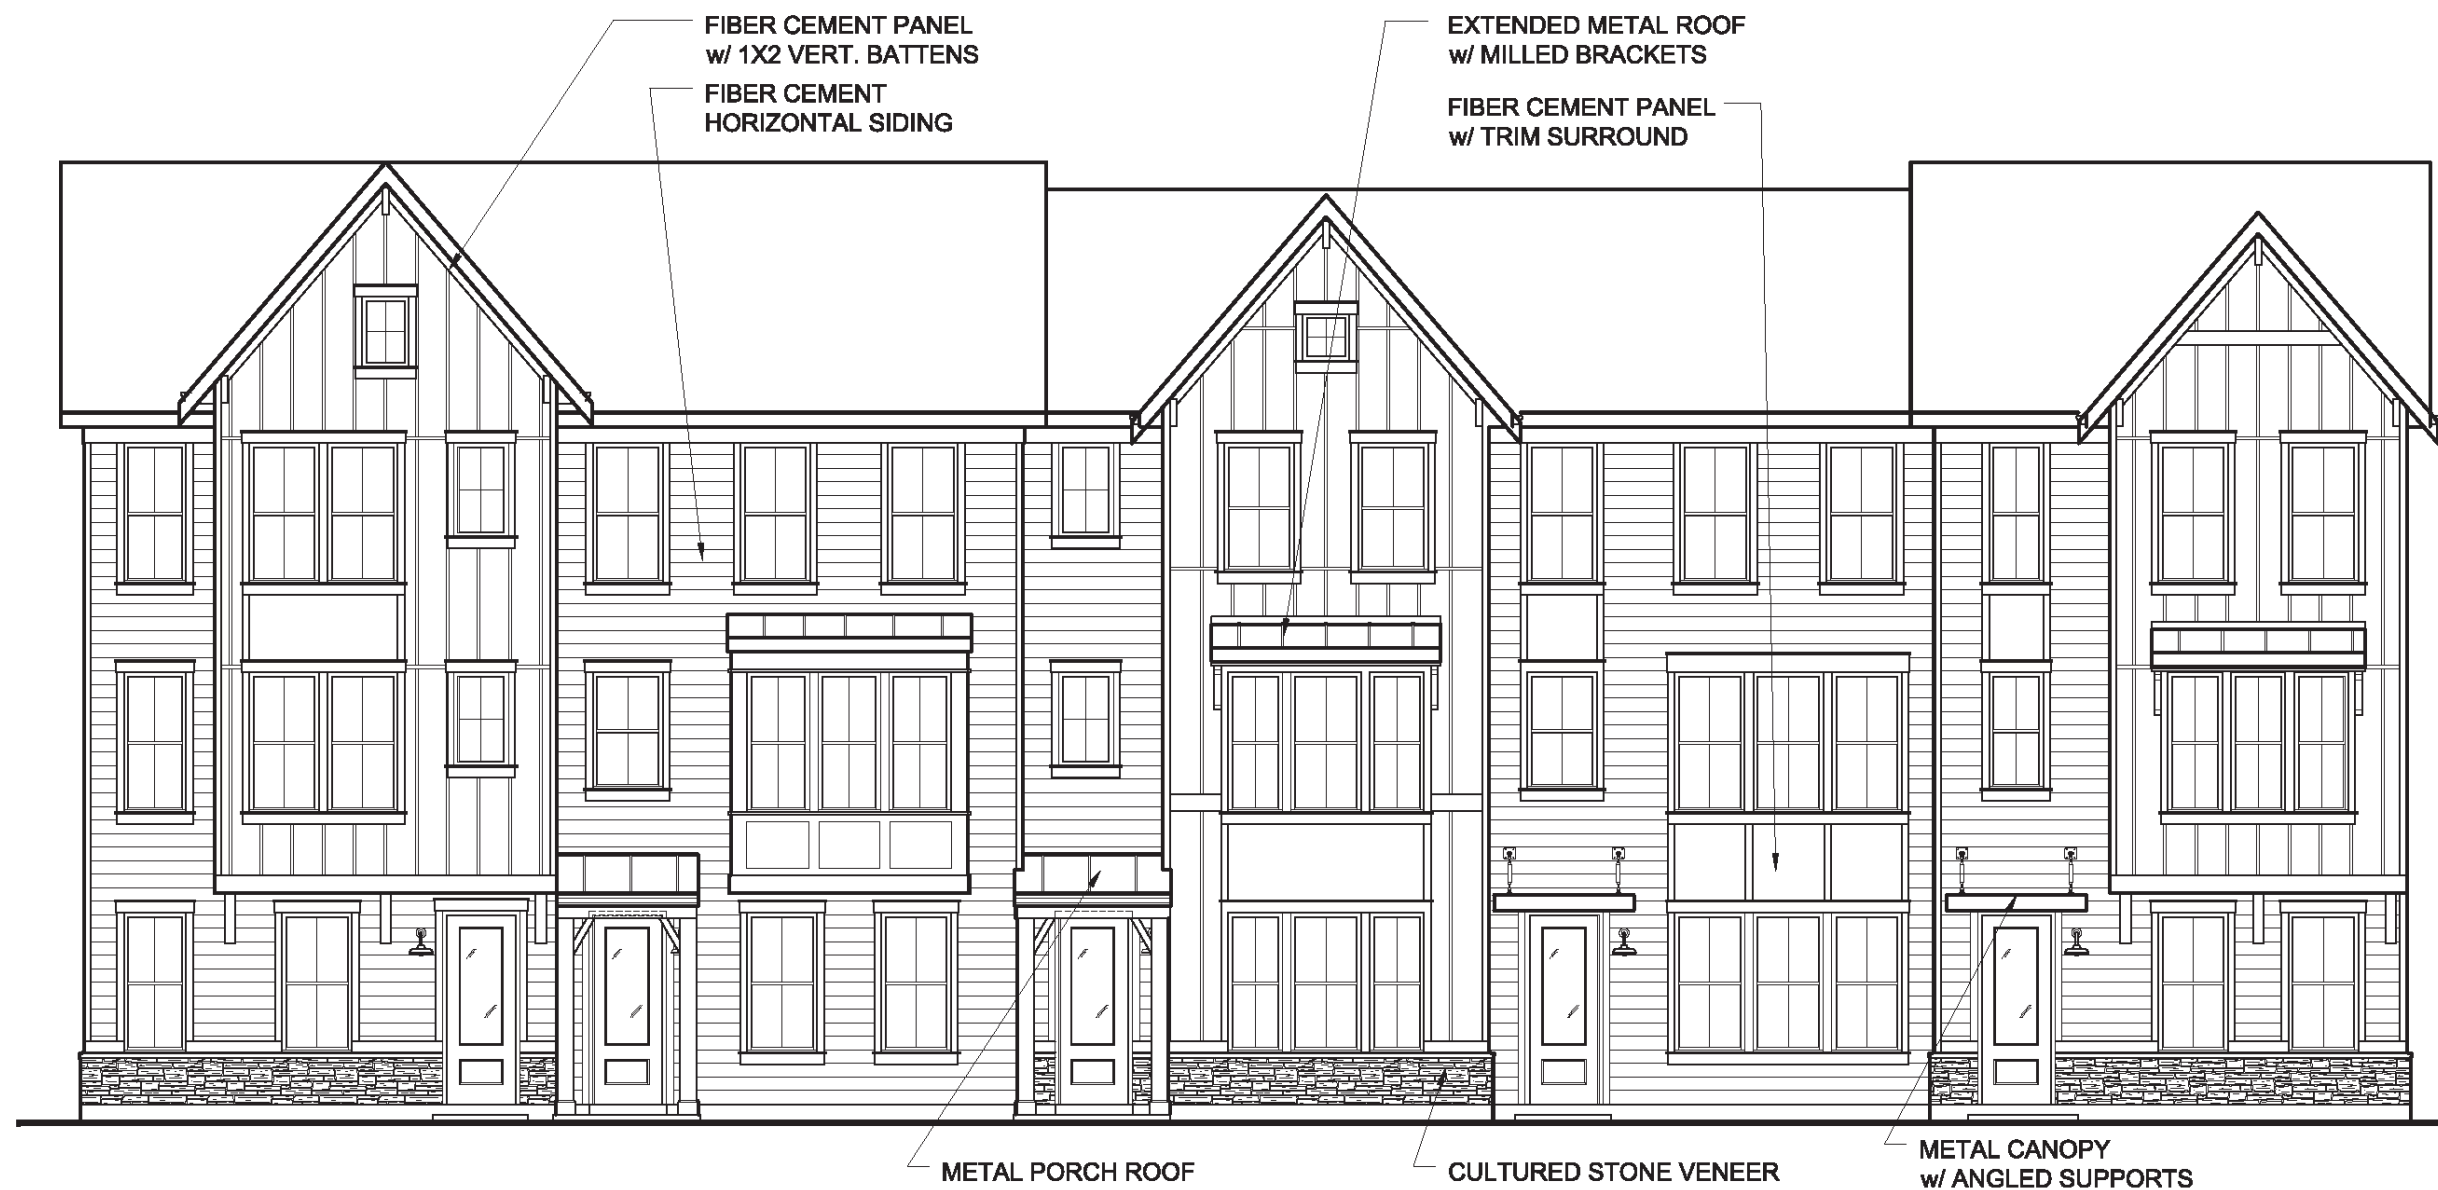 FIBER CEMENT PANEL
w/ 1X2 VERT. BATTENS
FIBER CEMENT
HORIZONTAL SIDING
EXTENDED METAL ROOF
w/ MILLED BRACKETS
FIBER CEMENT PANEL
w/ TRIM SURROUND
METAL PORCH ROOF
CULTURED STONE VENEER
METAL CANOPY
w/ ANGLED SUPPORTS